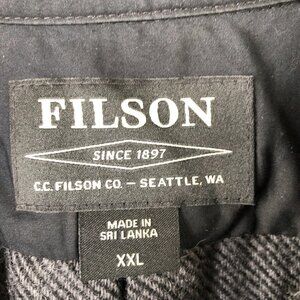 FILSON
SINCE 1897
C.C. FILSON CO. — SEATTLE, WA
MADE IN
SRI LANKA
XXL